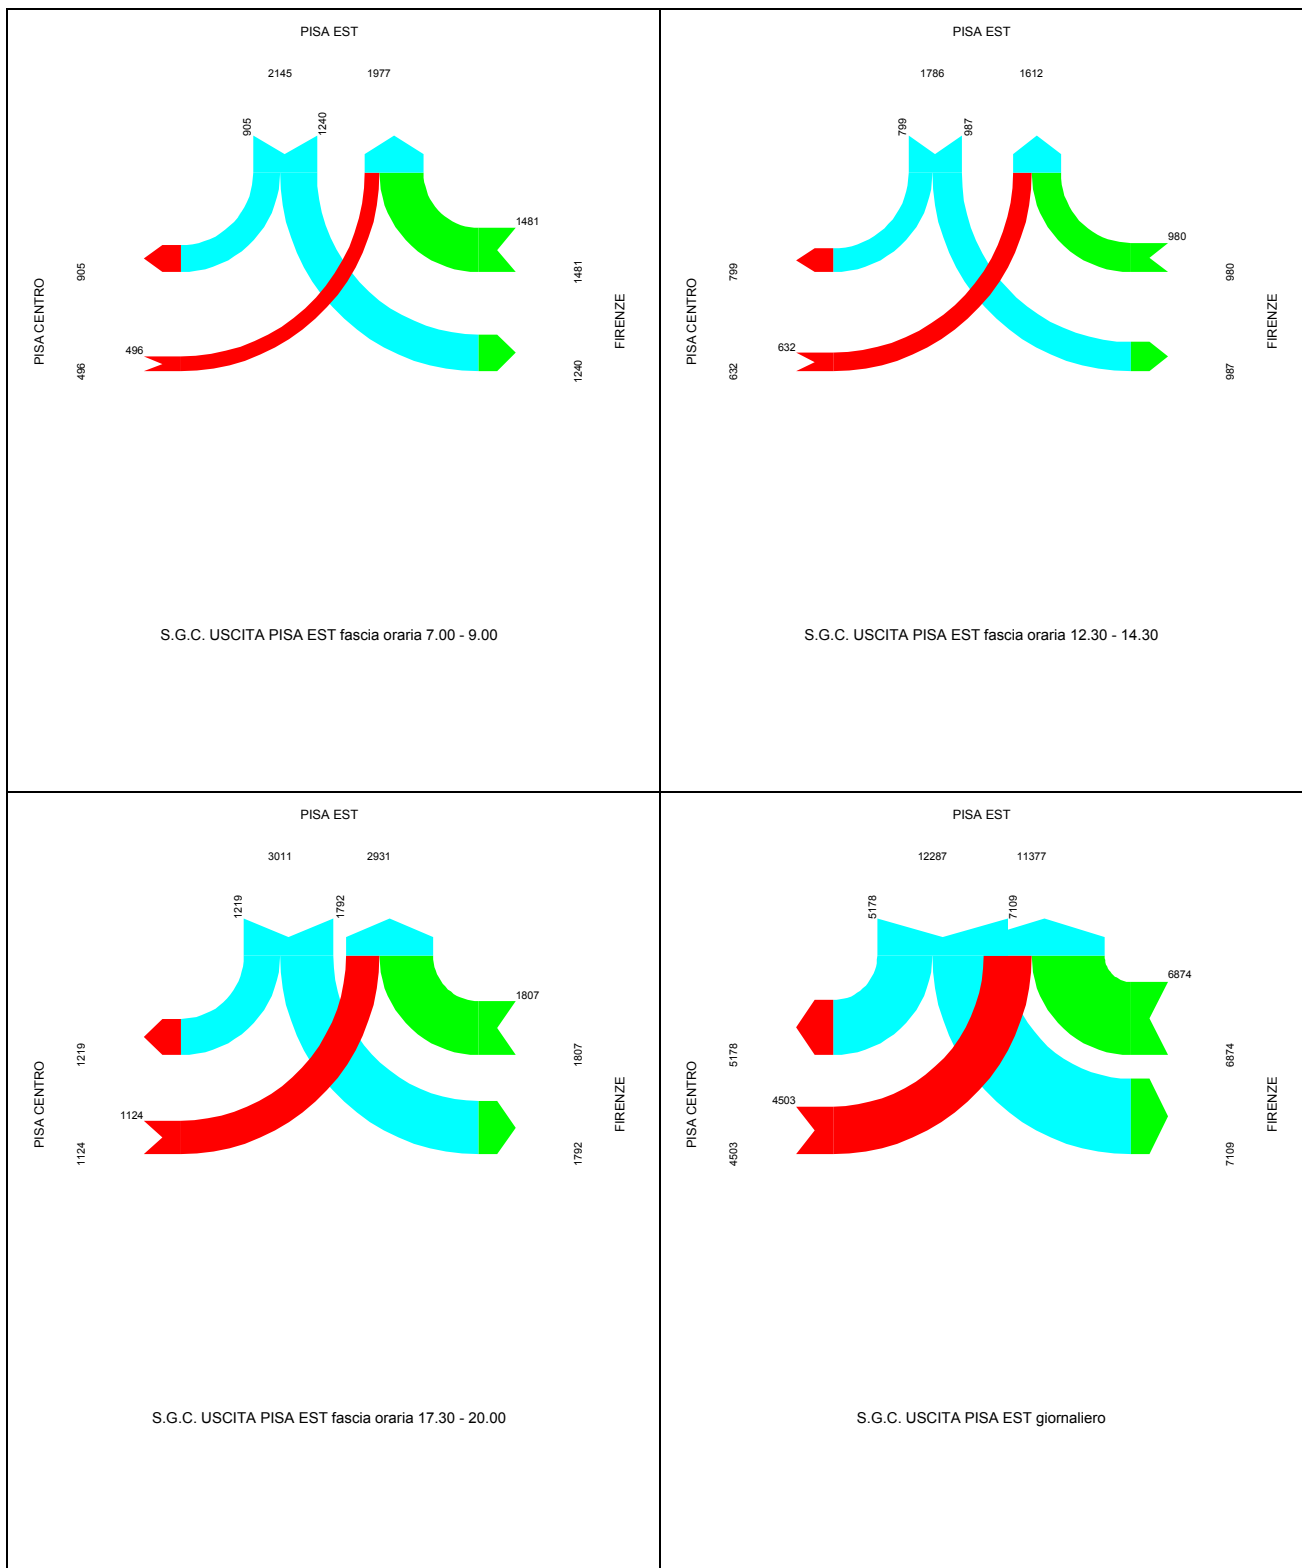 PISA EST
2145 1977
905 1240
1481
905 1481
PISA CENTRO FIRENZE
496
496 1240
S.G.C. USCITA PISA EST fascia oraria 7.00 - 9.00
PISA EST
1786 1612
799 987
980
799 980
PISA CENTRO FIRENZE
632
632 987
S.G.C. USCITA PISA EST fascia oraria 12.30 - 14.30
PISA EST
3011 2931
1219 1792
1807
1219 1807
PISA CENTRO FIRENZE
1124
1124 1792
S.G.C. USCITA PISA EST fascia oraria 17.30 - 20.00
PISA EST
12287 11377
5178 7109
6874
5178 6874
PISA CENTRO FIRENZE
4503
4503 7109
S.G.C. USCITA PISA EST giornaliero